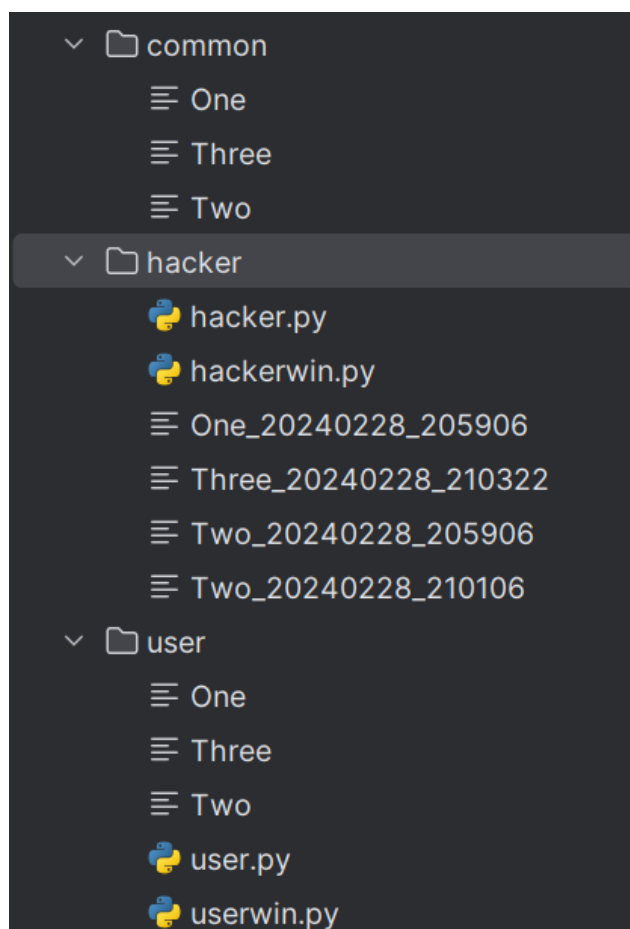 common
One
Three
Two
hacker
hacker.py
hackerwin.py
One_20240228_205906
Three_20240228_210322
Two_20240228_205906
Two_20240228_210106
user
One
Three
Two
user.py
userwin.py